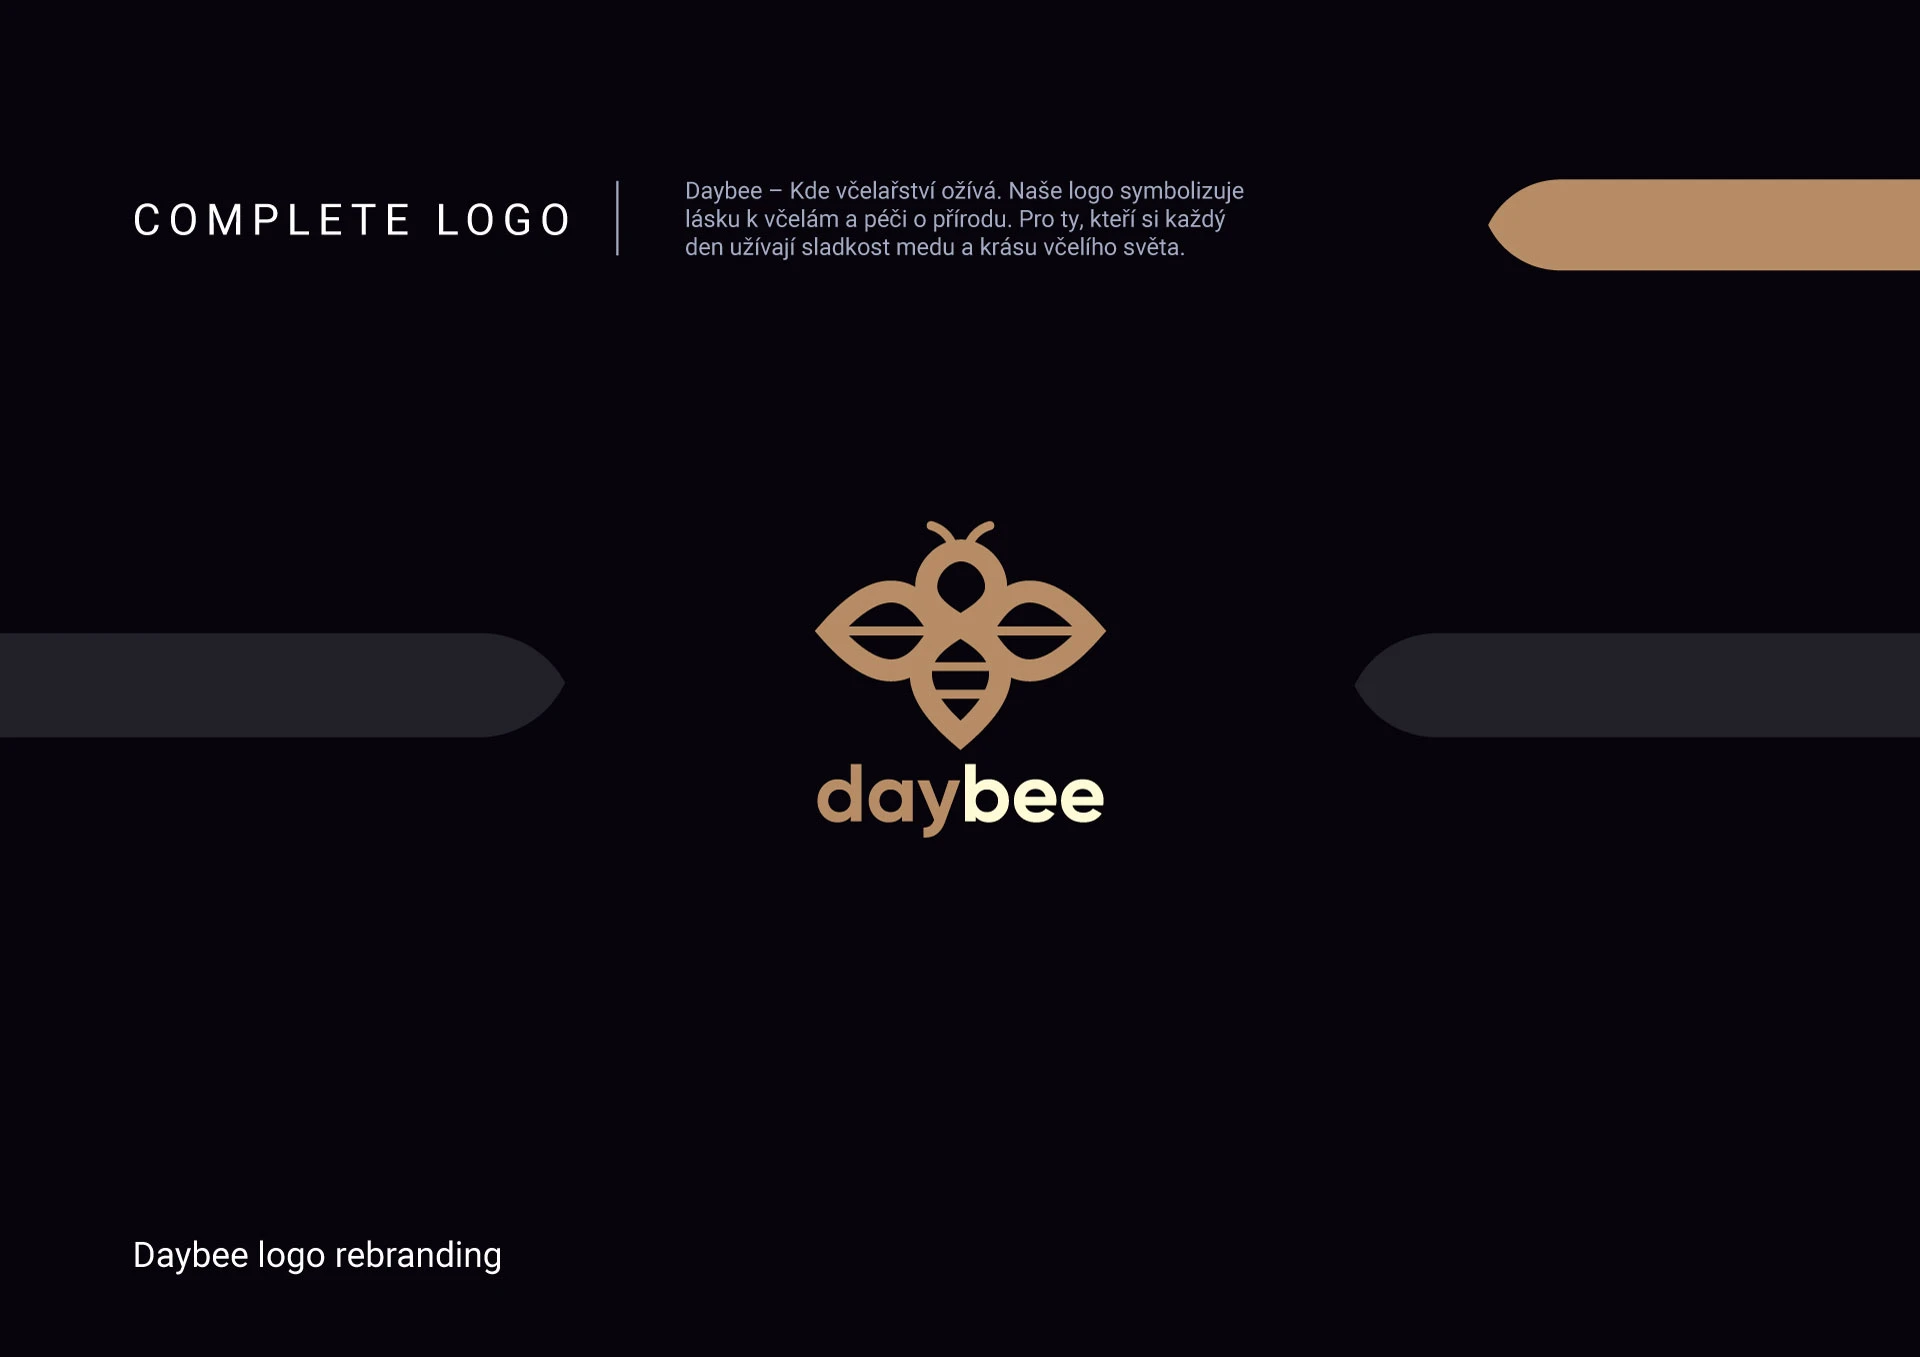 COMPLETE LOGO
Daybee – Kde včelařství ožívá. Naše logo symbolizuje
lásku k včelám a péči o přírodu. Pro ty, kteří si každý
den užívají sladkost medu a krásu včelího světa.
daybee
Daybee logo rebranding